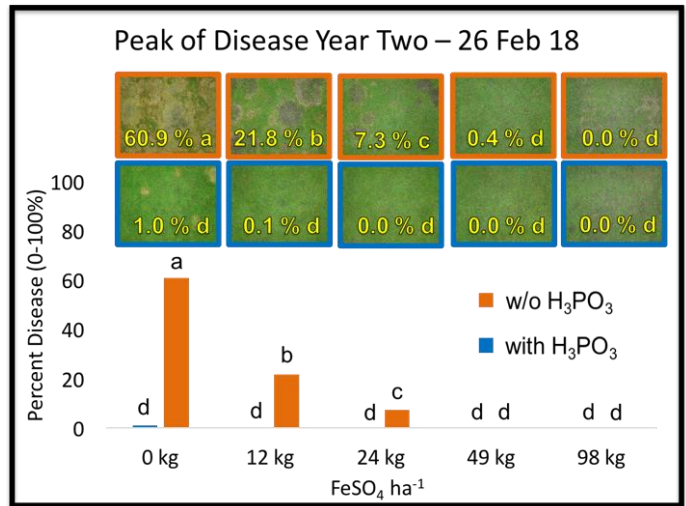 Peak of Disease Year Two – 26 Feb 18
60.9 % a 21.8 % b 7.3 % c 0.4 % d 0.0 % d
1.0 % d 0.1 % d 0.0 % d 0.0 % d 0.0 % d
Percent Disease (0-100%)
100
80
60
40
20
0
a
b
c
d
d
d
d d
d d
w/o H₃PO₃
with H₃PO₃
0 kg 12 kg 24 kg 49 kg 98 kg
FeSO₄ ha⁻¹